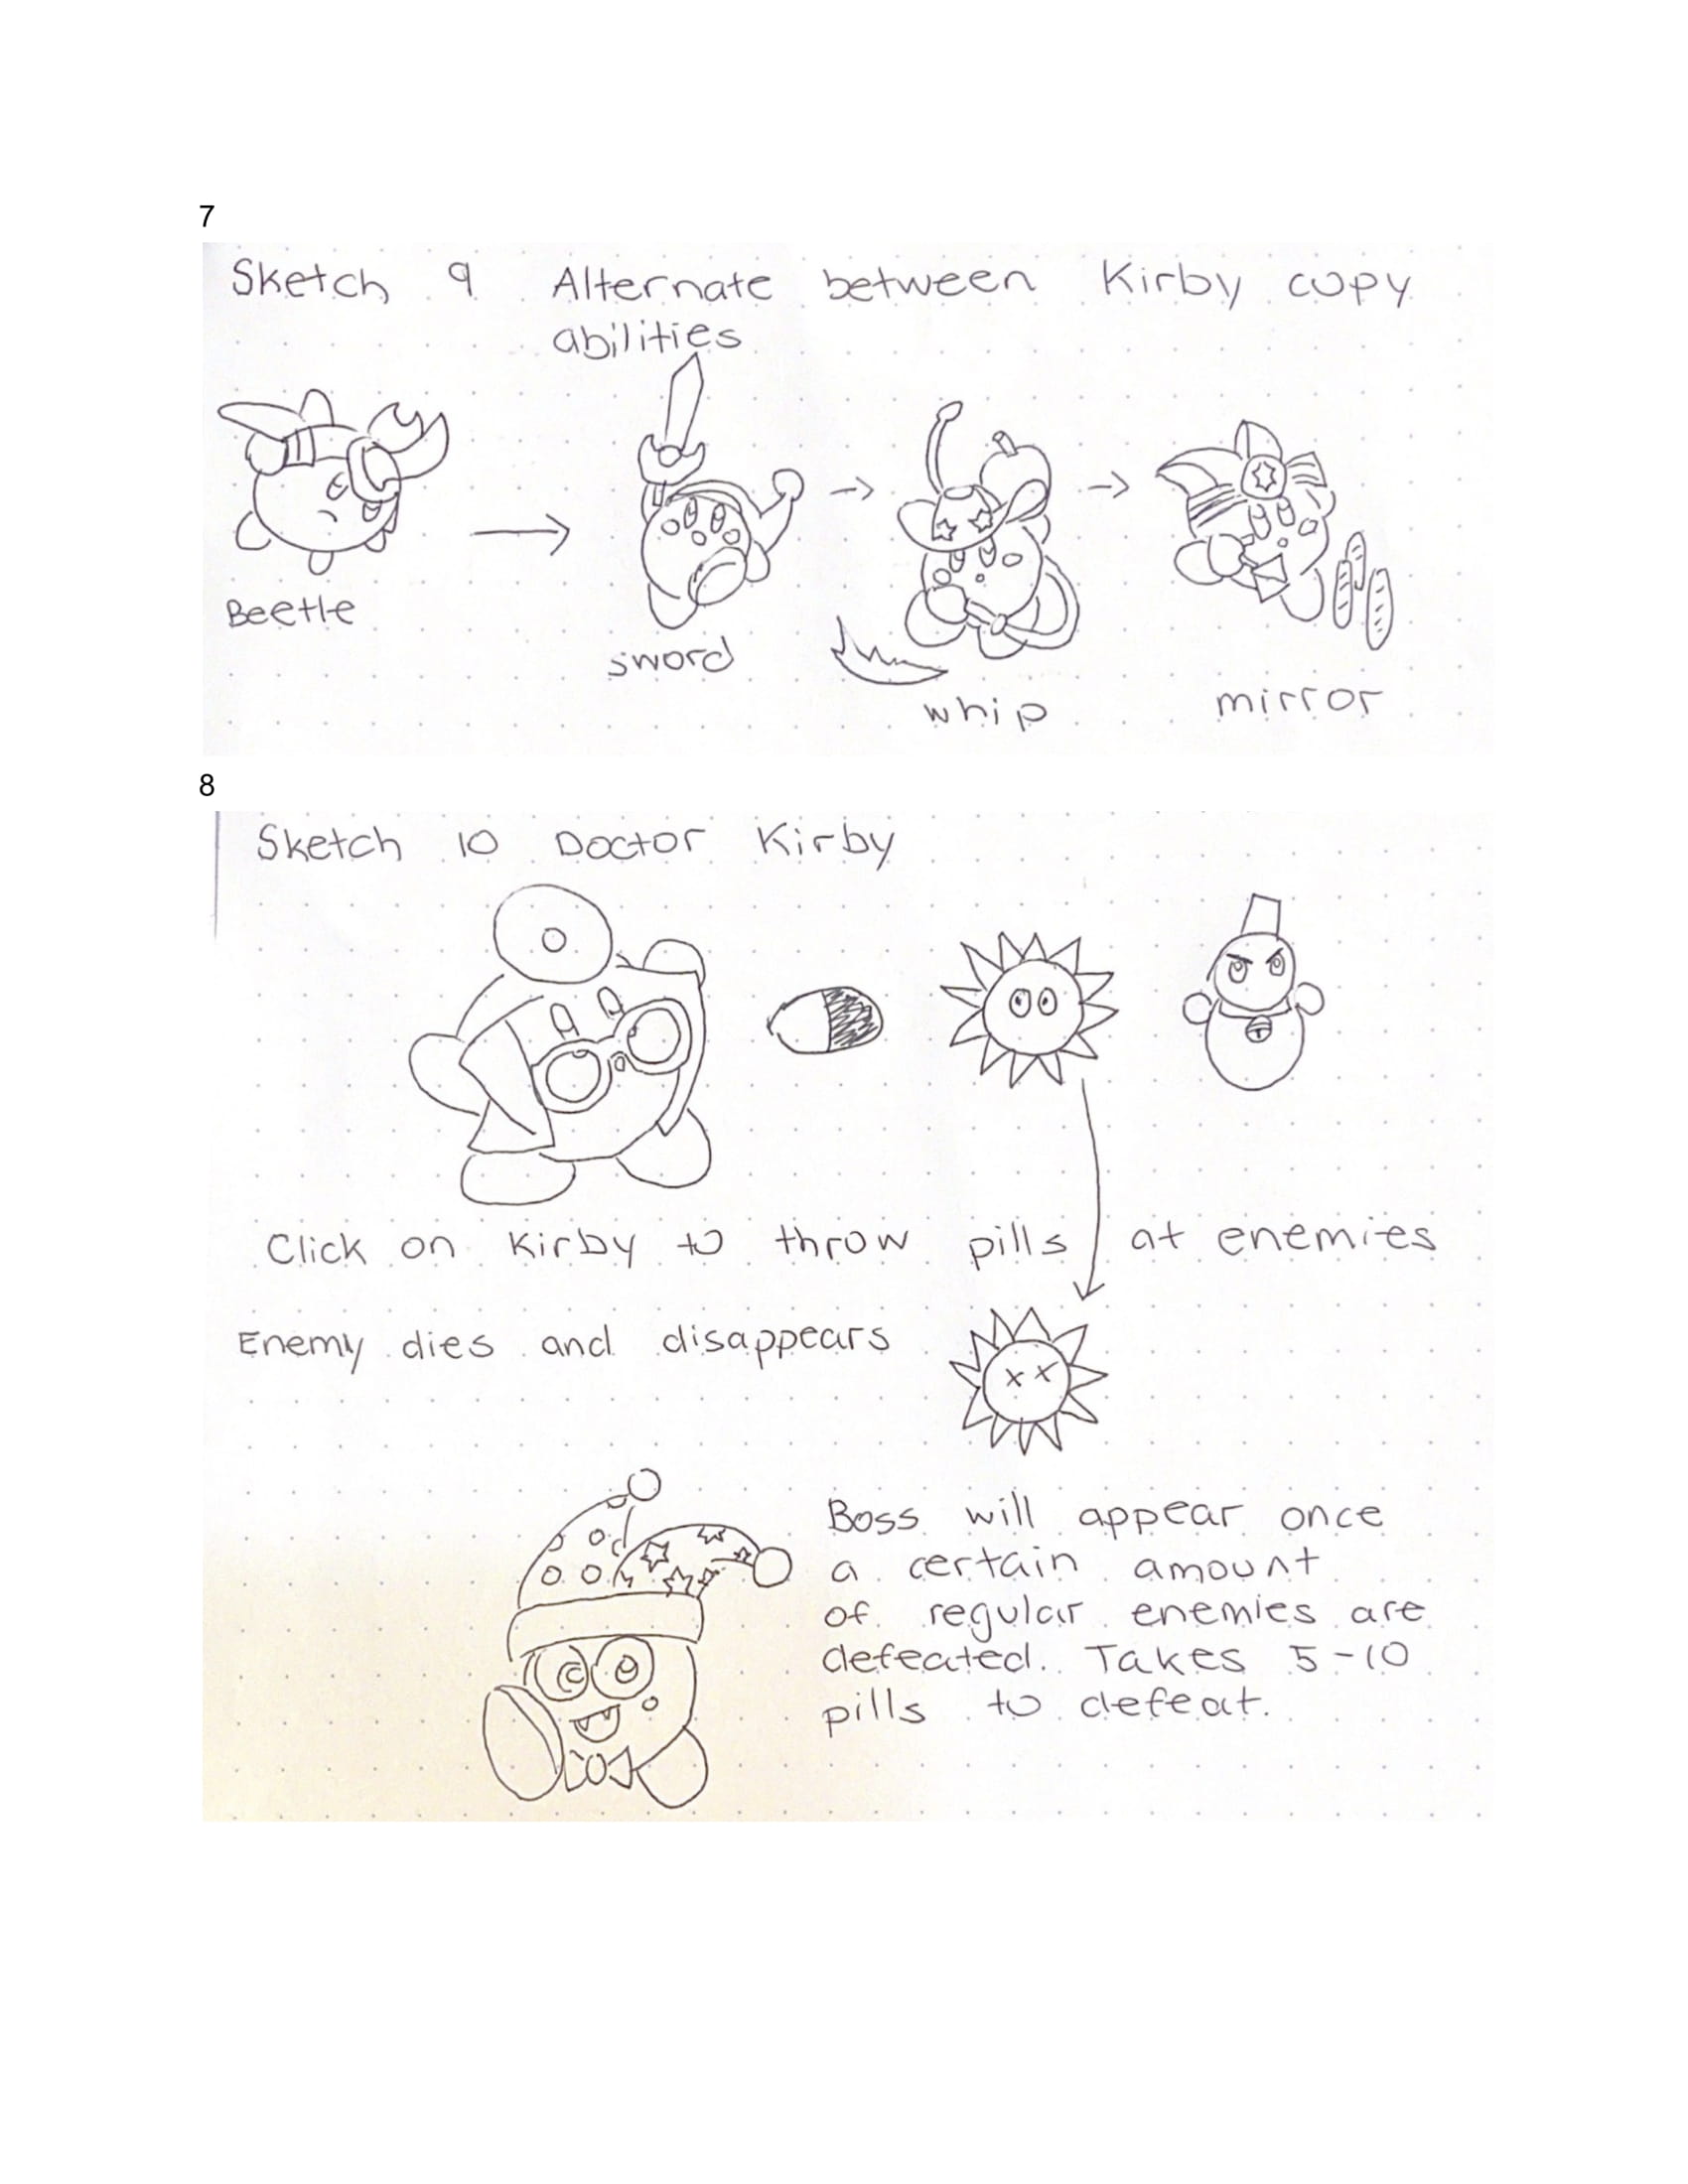 7
Sketch 9 Alternate between Kirby copy
abilities
Beetle
sword
whip
mirror
8
Sketch 10 Doctor Kirby
Click on Kirby to throw pills at enemies
Enemy dies and disappears
Boss will appear once
a certain amount
of regular enemies are
defeated. Takes 5-10
pills to defeat.